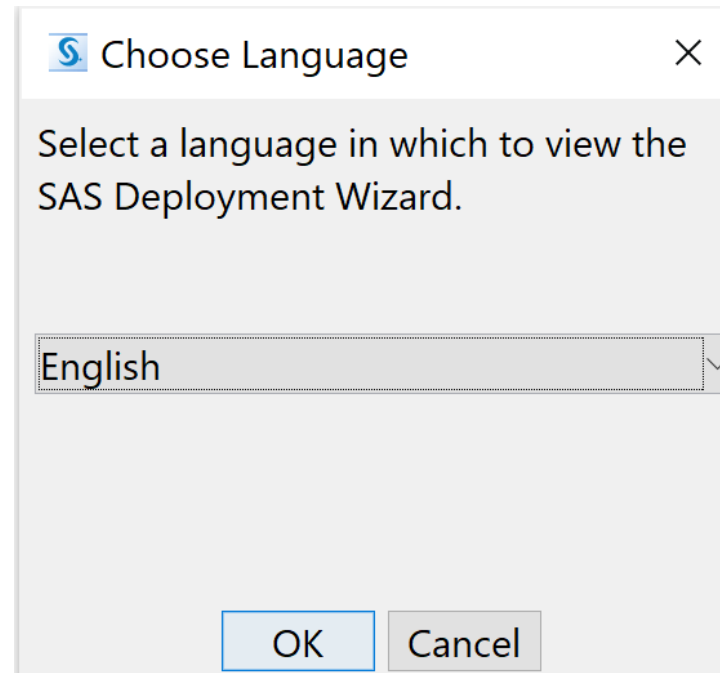 Choose Language
Select a language in which to view the
SAS Deployment Wizard.
English
OK Cancel